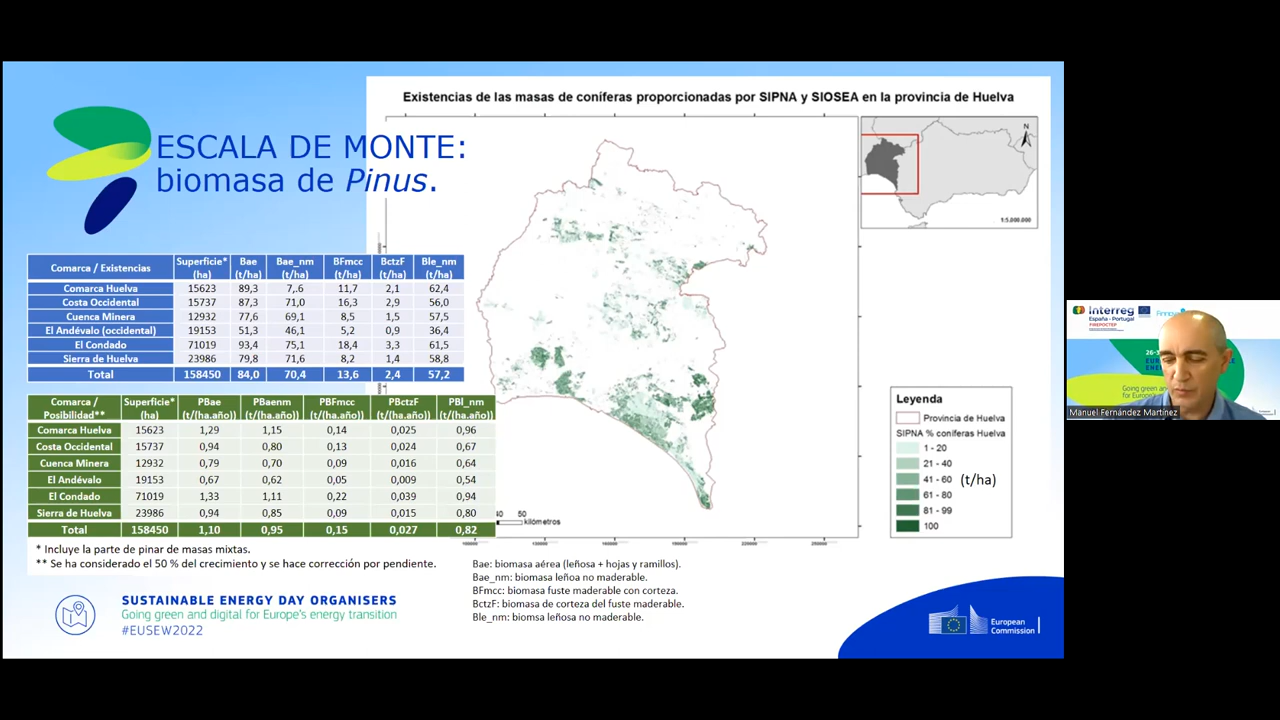 ESCALA DE MONTE:
biomasa de Pinus.
Existencias de las masas de coníferas proporcionadas por SIPNA y SIOSEA en la provincia de Huelva
N
1:5.000.000
Comarca / Existencias Superficie* (ha) Bae (t/ha) Bae_nm (t/ha) BFmcc (t/ha) BctzF (t/ha) Ble_nm (t/ha)
Comarca Huelva 15623 89,3 7,.6 11,7 2,1 62,4
Costa Occidental 15737 87,3 71,0 16,3 2,9 56,0
Cuenca Minera 12932 77,6 69,1 8,5 1,5 57,5
El Andévalo (occidental) 19153 51,3 46,1 5,2 0,9 36,4
El Condado 71019 93,4 75,1 18,4 3,3 61,5
Sierra de Huelva 23986 79,8 71,6 8,2 1,4 58,8
Total 158450 84,0 70,4 13,6 2,4 57,2
Comarca / Posibilidad** Superficie* (ha) PBae (t/(ha.año)) PBaenm (t/(ha.año)) PBFmcc (t/(ha.año)) PBctzF (t/(ha.año)) PBl_nm (t/(ha.año))
Comarca Huelva 15623 1,29 1,15 0,14 0,025 0,96
Costa Occidental 15737 0,94 0,80 0,13 0,024 0,67
Cuenca Minera 12932 0,79 0,70 0,09 0,016 0,64
El Andévalo 19153 0,67 0,62 0,05 0,009 0,54
El Condado 71019 1,33 1,11 0,22 0,039 0,94
Sierra de Huelva 23986 0,94 0,85 0,09 0,015 0,80
Total 158450 1,10 0,95 0,15 0,027 0,82
* Incluye la parte de pinar de masas mixtas.
** Se ha considerado el 50 % del crecimiento y se hace corrección por pendiente.
40 50
kilómetros
Leyenda
Provincia de Huelva
SIPNA % coníferas Huelva
1 - 20
21 - 40
41 - 60
61 - 80
81 - 99
100
(t/ha)
Bae: biomasa aérea (leñosa + hojas y ramillos).
Bae_nm: biomasa leñoa no maderable.
BFmcc: biomasa fuste maderable con corteza.
BctzF: biomasa de corteza del fuste maderable.
Ble_nm: biomsa leñosa no maderable.
SUSTAINABLE ENERGY DAY ORGANISERS
Going green and digital for Europe's energy transition
#EUSEW2022
European
Commission
Interreg
España - Portugal
Going green
and for Europe's
Manuel Fernández Martínez